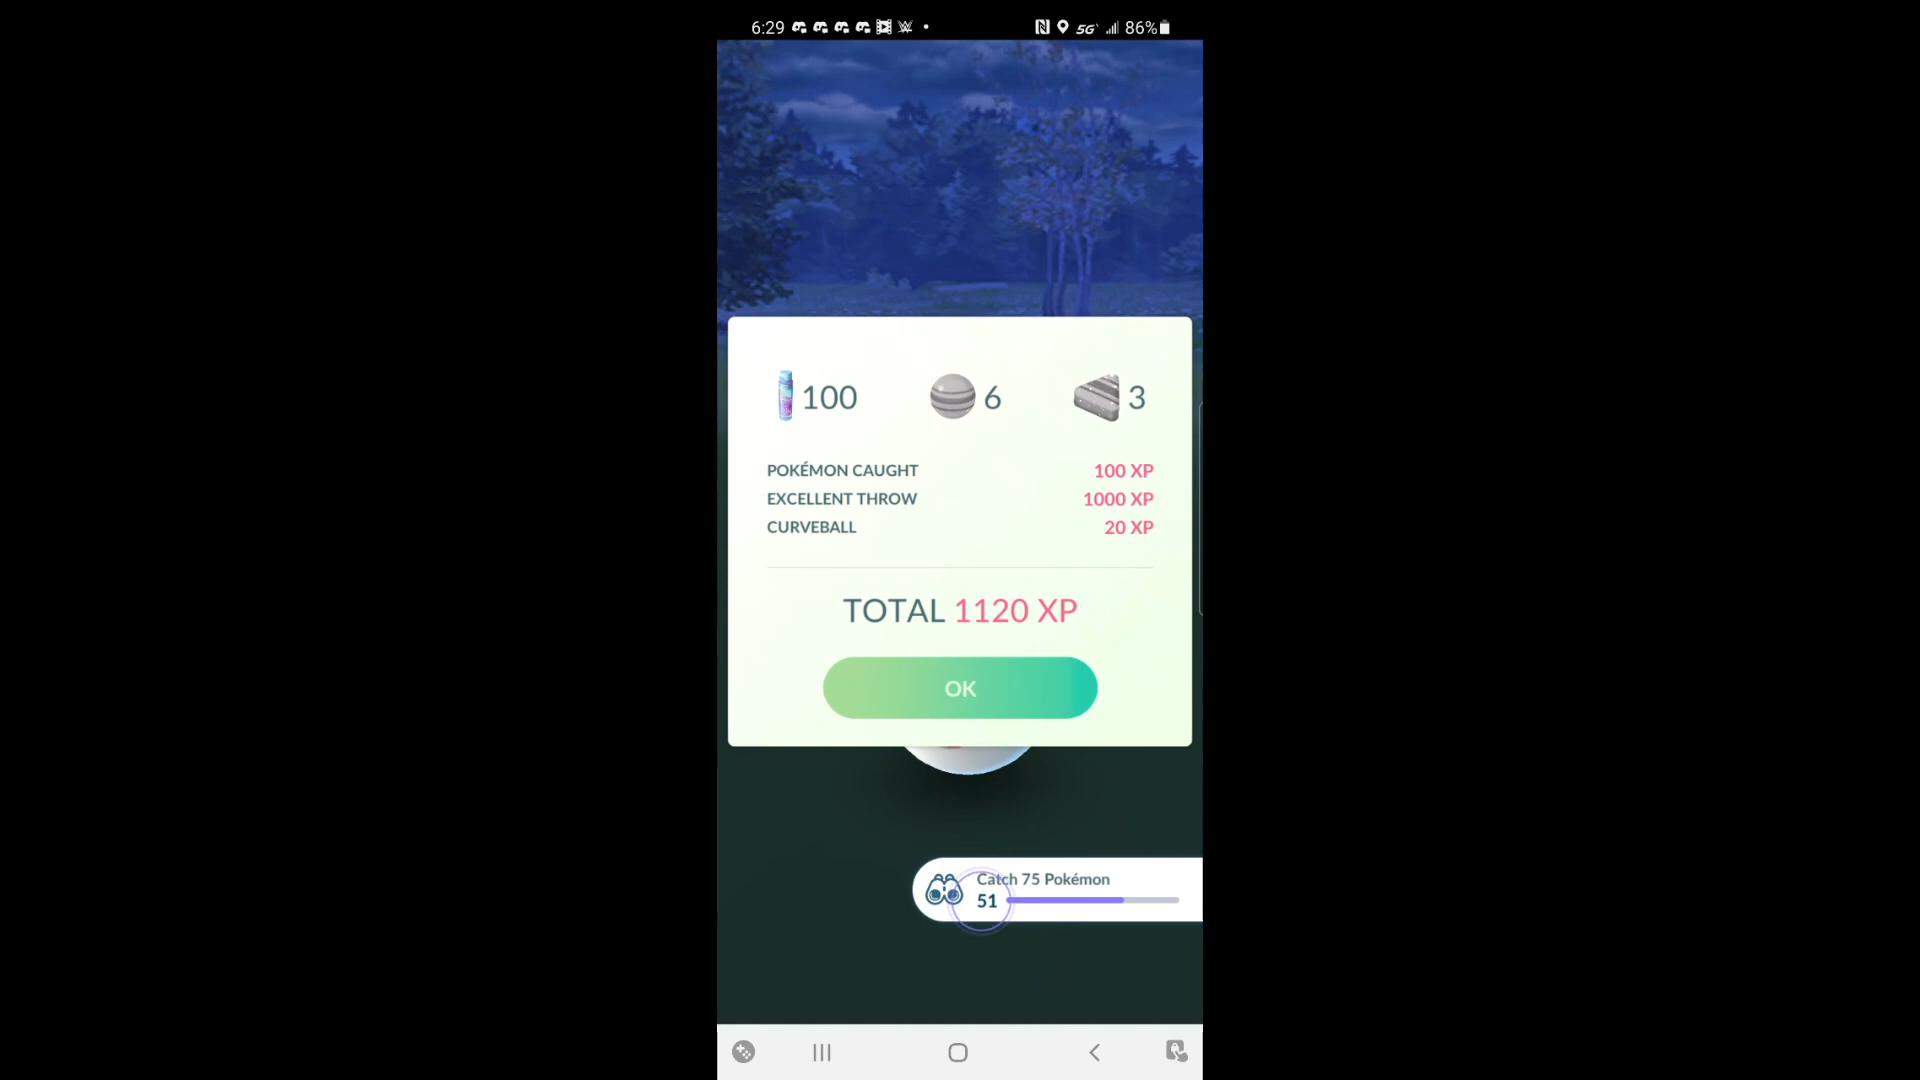 6:29 5G 86%
100 6 3
POKÉMON CAUGHT 100 XP
EXCELLENT THROW 1000 XP
CURVEBALL 20 XP
TOTAL 1120 XP
OK
Catch 75 Pokémon
51